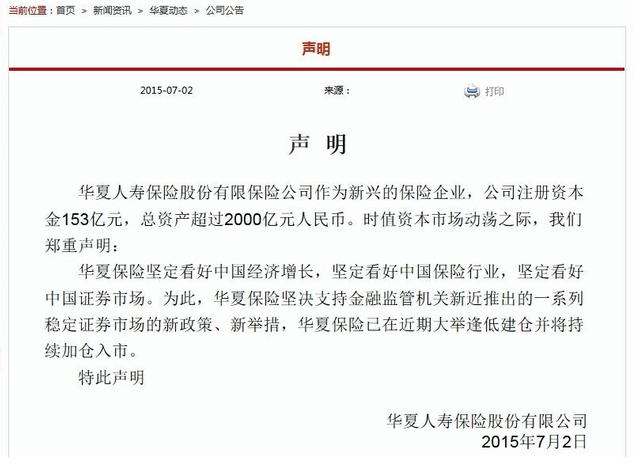 当前位置：首页 > 新闻资讯 > 华夏动态 > 公司公告
声明
2015-07-02 来源： 打印
声 明
华夏人寿保险股份有限保险公司作为新兴的保险企业，公司注册资本
金153亿元，总资产超过2000亿元人民币。时值资本市场动荡之际，我们
郑重声明：
华夏保险坚定看好中国经济增长，坚定看好中国保险行业，坚定看好
中国证券市场。为此，华夏保险坚决支持金融监管机关新近推出的一系列
稳定证券市场的新政策、新举措，华夏保险已在近期大举逢低建仓并将持
续加仓入市。
特此声明
华夏人寿保险股份有限公司
2015年7月2日